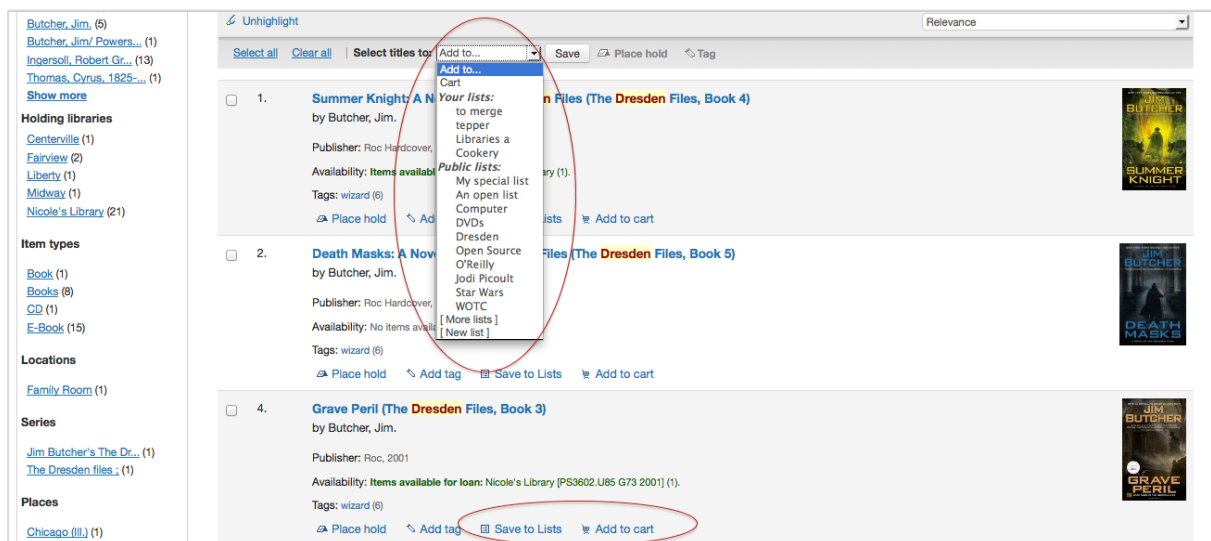 Butcher, Jim. (5)
Butcher, Jim/ Powers... (1)
Ingersoll, Robert Gr... (13)
Thomas, Cyrus, 1825-... (1)
Show more
Holding libraries
Centerville (1)
Fairview (2)
Liberty (1)
Midway (1)
Nicole's Library (21)
Item types
Book (1)
Books (8)
CD (1)
E-Book (15)
Locations
Family Room (1)
Series
Jim Butcher's The Dr... (1)
The Dresden files ; (1)
Places
Chicago (Ill.) (1)
Unhighlight
Relevance
Select all Clear all | Select titles to: Add to... Save Place hold Tag
Add to...
Cart
Your lists:
to merge
tepper
Libraries a
Cookery
Public lists:
My special list
An open list
Computer
DVDs
Dresden
Open Source
O'Reilly
Jodi Picoult
Star Wars
WOTC
[ More lists ]
[ New list ]
1. Summer Knight: A No n Files (The Dresden Files, Book 4)
by Butcher, Jim.
Publisher: Roc Hardcover,
Availability: Items availabl ary (1).
Tags: wizard (6)
Place hold Ad ists Add to cart
JIM BUTCHER
SUMMER
KNIGHT
2. Death Masks: A Nove Files (The Dresden Files, Book 5)
by Butcher, Jim.
Publisher: Roc Hardcover,
Availability: No items availa
Tags: wizard (6)
Place hold Add tag Save to Lists Add to cart
JIM
BUTCHER
DEATH
MASKS
4. Grave Peril (The Dresden Files, Book 3)
by Butcher, Jim.
Publisher: Roc, 2001
Availability: Items available for loan: Nicole's Library [PS3602.U85 G73 2001] (1).
Tags: wizard (6)
Place hold Add tag Save to Lists Add to cart
JIM
BUTCHER
GRAVE
PERIL